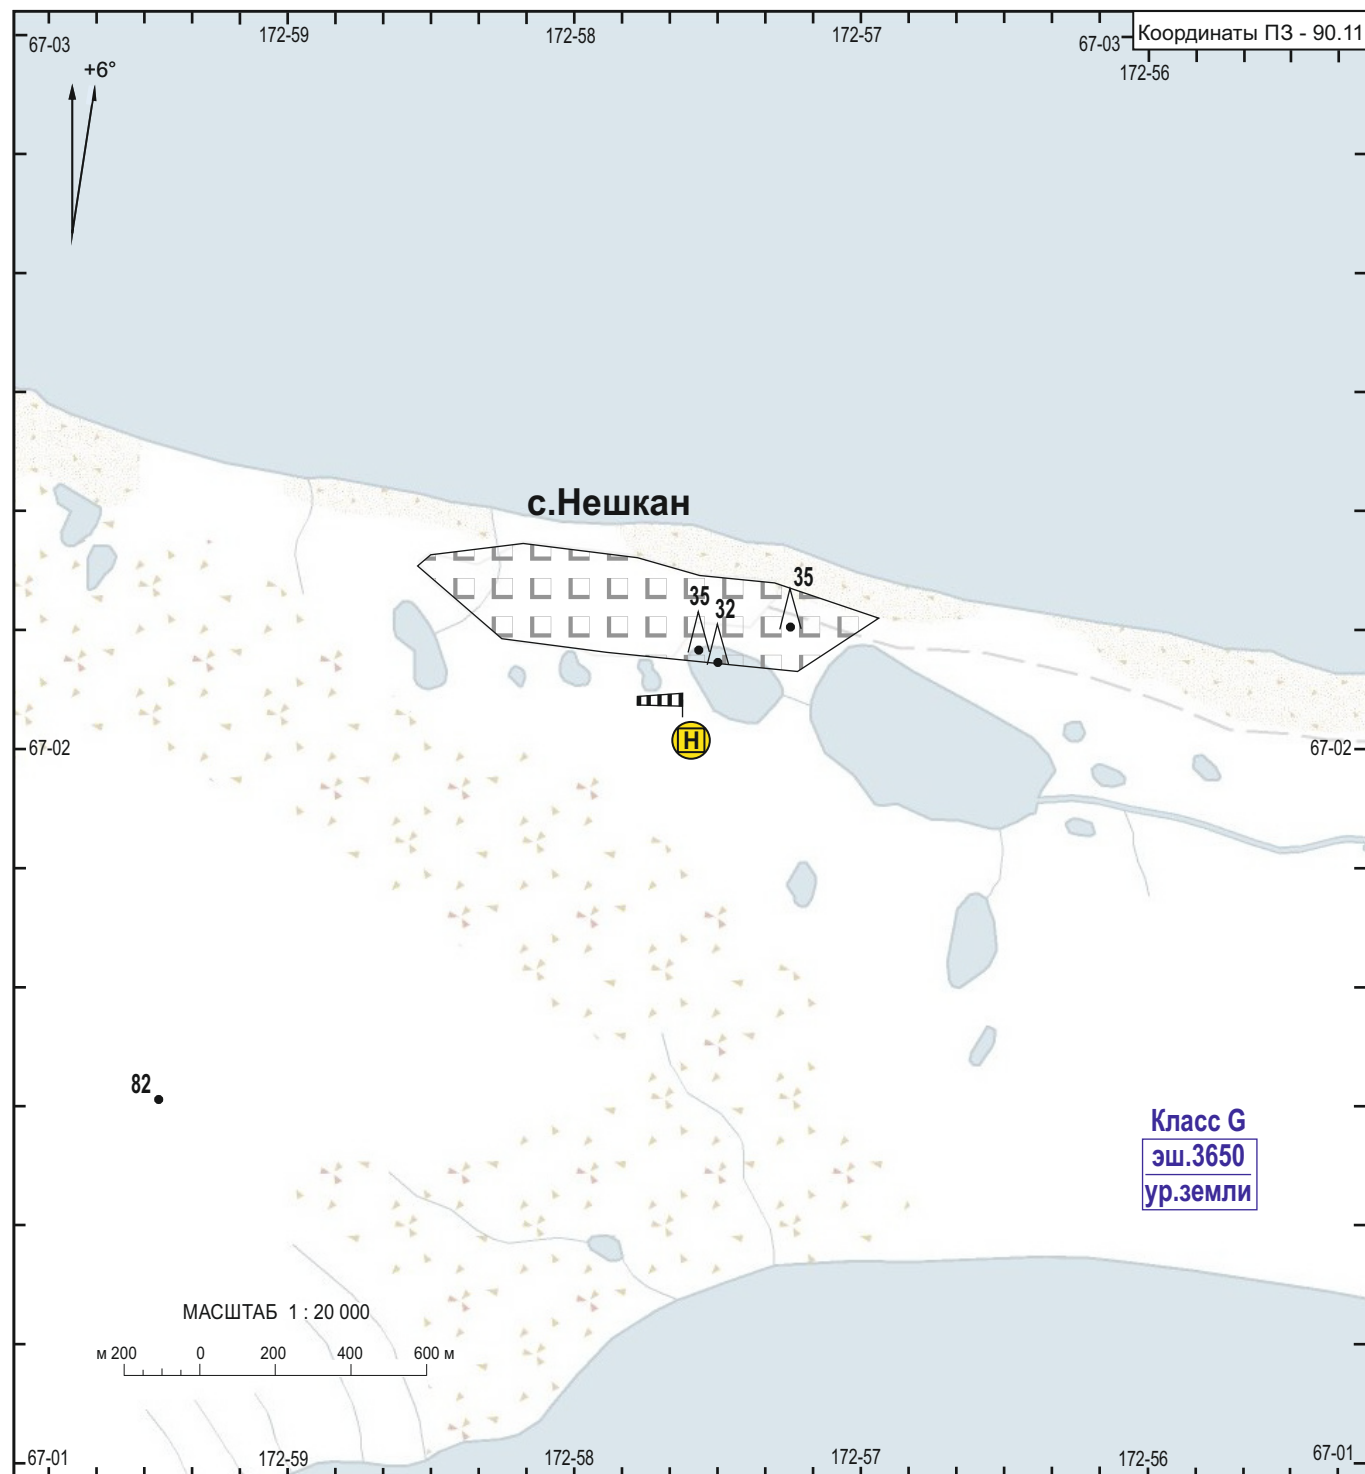 Координаты ПЗ - 90.11
67-03
172-59
172-58
172-57
67-03
172-56
+6°
с.Нешкан
35
35
32
H
67-02
67-02
82
Класс G
эш.3650
ур.земли
МАСШТАБ 1 : 20 000
м 200 0 200 400 600 м
67-01
172-59
172-58
172-57
172-56
67-01